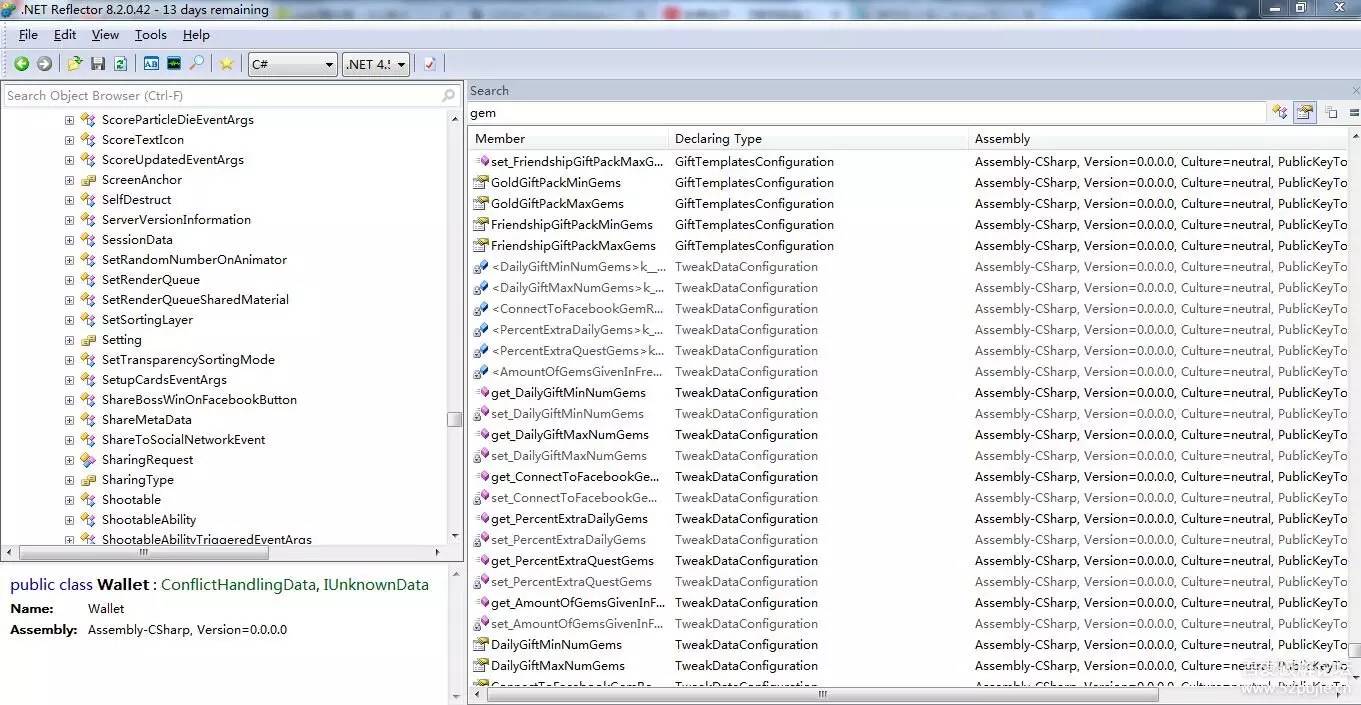 .NET Reflector 8.2.0.42 - 13 days remaining
File Edit View Tools Help
C# .NET 4.!
Search Object Browser (Ctrl-F)
ScoreParticleDieEventArgs
ScoreTextIcon
ScoreUpdatedEventArgs
ScreenAnchor
SelfDestruct
ServerVersionInformation
SessionData
SetRandomNumberOnAnimator
SetRenderQueue
SetRenderQueueSharedMaterial
SetSortingLayer
Setting
SetTransparencySortingMode
SetupCardsEventArgs
ShareBossWinOnFacebookButton
ShareMetaData
ShareToSocialNetworkEvent
SharingRequest
SharingType
Shootable
ShootableAbility
ShootableAbilityTriggeredEventArgs
public class Wallet : ConflictHandlingData, IUnknownData
Name: Wallet
Assembly: Assembly-CSharp, Version=0.0.0.0
Search
gem
Member Declaring Type Assembly
set_FriendshipGiftPackMaxG... GiftTemplatesConfiguration Assembly-CSharp, Version=0.0.0.0, Culture=neutral, PublicKeyTo
GoldGiftPackMinGems GiftTemplatesConfiguration Assembly-CSharp, Version=0.0.0.0, Culture=neutral, PublicKeyTo
GoldGiftPackMaxGems GiftTemplatesConfiguration Assembly-CSharp, Version=0.0.0.0, Culture=neutral, PublicKeyTo
FriendshipGiftPackMinGems GiftTemplatesConfiguration Assembly-CSharp, Version=0.0.0.0, Culture=neutral, PublicKeyTo
FriendshipGiftPackMaxGems GiftTemplatesConfiguration Assembly-CSharp, Version=0.0.0.0, Culture=neutral, PublicKeyTo
<DailyGiftMinNumGems>k__... TweakDataConfiguration Assembly-CSharp, Version=0.0.0.0, Culture=neutral, PublicKeyTo
<DailyGiftMaxNumGems>k_... TweakDataConfiguration Assembly-CSharp, Version=0.0.0.0, Culture=neutral, PublicKeyTo
<ConnectToFacebookGemR... TweakDataConfiguration Assembly-CSharp, Version=0.0.0.0, Culture=neutral, PublicKeyTo
<PercentExtraDailyGems>k_... TweakDataConfiguration Assembly-CSharp, Version=0.0.0.0, Culture=neutral, PublicKeyTo
<PercentExtraQuestGems>k... TweakDataConfiguration Assembly-CSharp, Version=0.0.0.0, Culture=neutral, PublicKeyTo
<AmountOfGemsGivenInFre... TweakDataConfiguration Assembly-CSharp, Version=0.0.0.0, Culture=neutral, PublicKeyTo
get_DailyGiftMinNumGems TweakDataConfiguration Assembly-CSharp, Version=0.0.0.0, Culture=neutral, PublicKeyTo
set_DailyGiftMinNumGems TweakDataConfiguration Assembly-CSharp, Version=0.0.0.0, Culture=neutral, PublicKeyTo
get_DailyGiftMaxNumGems TweakDataConfiguration Assembly-CSharp, Version=0.0.0.0, Culture=neutral, PublicKeyTo
set_DailyGiftMaxNumGems TweakDataConfiguration Assembly-CSharp, Version=0.0.0.0, Culture=neutral, PublicKeyTo
get_ConnectToFacebookGe... TweakDataConfiguration Assembly-CSharp, Version=0.0.0.0, Culture=neutral, PublicKeyTo
set_ConnectToFacebookGe... TweakDataConfiguration Assembly-CSharp, Version=0.0.0.0, Culture=neutral, PublicKeyTo
get_PercentExtraDailyGems TweakDataConfiguration Assembly-CSharp, Version=0.0.0.0, Culture=neutral, PublicKeyTo
set_PercentExtraDailyGems TweakDataConfiguration Assembly-CSharp, Version=0.0.0.0, Culture=neutral, PublicKeyTo
get_PercentExtraQuestGems TweakDataConfiguration Assembly-CSharp, Version=0.0.0.0, Culture=neutral, PublicKeyTo
set_PercentExtraQuestGems TweakDataConfiguration Assembly-CSharp, Version=0.0.0.0, Culture=neutral, PublicKeyTo
get_AmountOfGemsGivenInF... TweakDataConfiguration Assembly-CSharp, Version=0.0.0.0, Culture=neutral, PublicKeyTo
set_AmountOfGemsGivenInF... TweakDataConfiguration Assembly-CSharp, Version=0.0.0.0, Culture=neutral, PublicKeyTo
DailyGiftMinNumGems TweakDataConfiguration Assembly-CSharp, Version=0.0.0.0, Culture=neutral, PublicKeyTo
DailyGiftMaxNumGems TweakDataConfiguration Assembly-CSharp, Version=0.0.0.0, Culture=neutral,
www.52pojie.cn